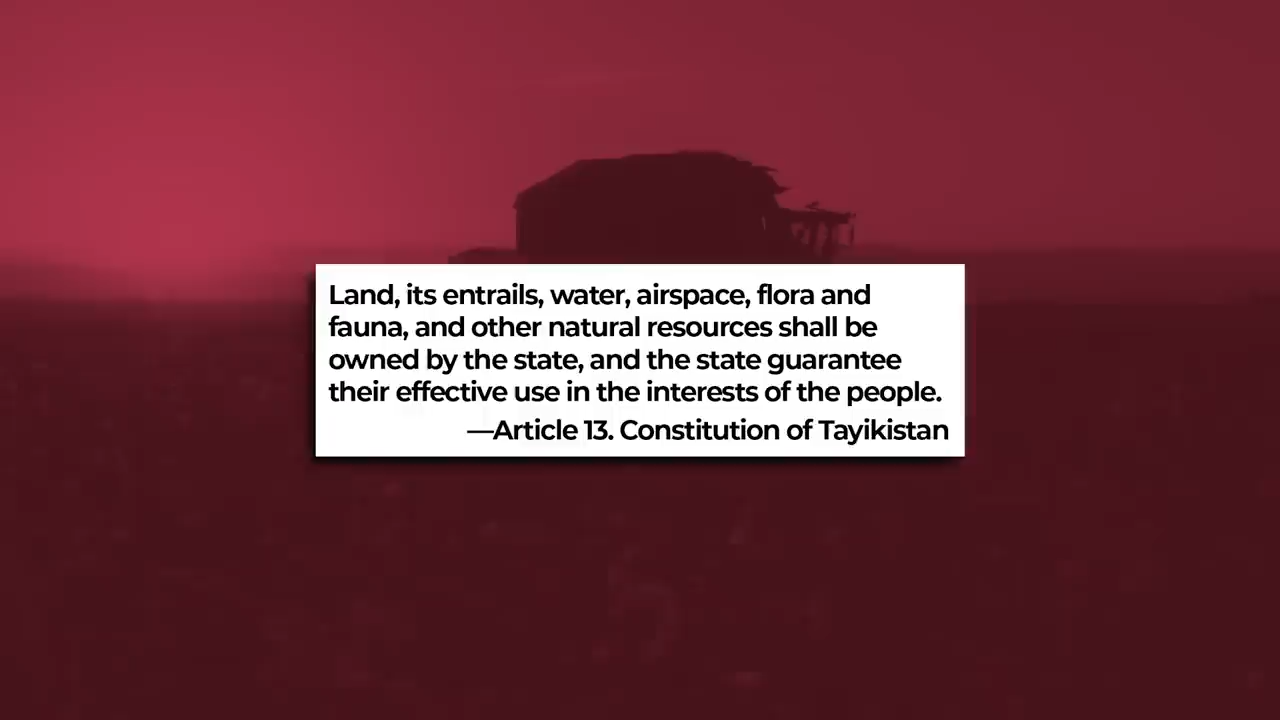 Land, its entrails, water, airspace, flora and
fauna, and other natural resources shall be
owned by the state, and the state guarantee
their effective use in the interests of the people.
—Article 13. Constitution of Tayikistan